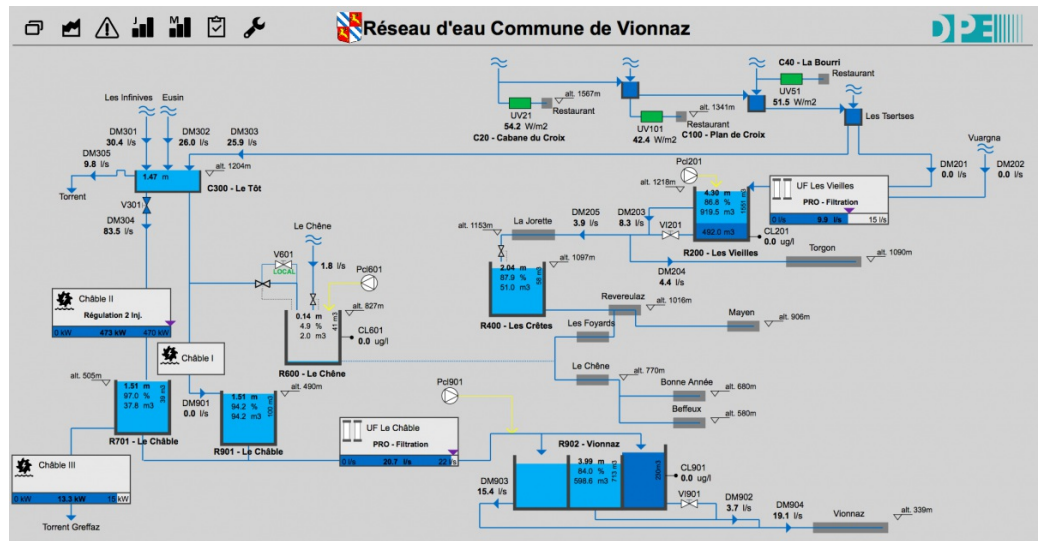 J
M
Réseau d'eau Commune de Vionnaz
DPE
C40 - La Bourri
Restaurant
UV51
51.5 W/m2
alt. 1567m
Restaurant
UV21
54.2 W/m2
C20 - Cabane du Croix
alt. 1341m
Restaurant
UV101
42.4 W/m2
C100 - Plan de Croix
Les Tsertses
Vuargna
Les Infinives
Eusin
DM301
30.4 l/s
DM302
26.0 l/s
DM303
25.9 l/s
DM305
9.8 l/s
Torrent
1.47 m
alt. 1204m
C300 - Le Tôt
V301
DM304
83.5 l/s
DM201
0.0 l/s
DM202
0.0 l/s
Pcl201
alt. 1218m
4.30 m
86.8 %
919.5 m3
492.0 m3
R200 - Les Vieilles
CL201
0.0 ug/l
UF Les Vieilles
PRO - Filtration
0 l/s
9.9 l/s
15 l/s
La Jorette
alt. 1153m
DM205
3.9 l/s
DM203
8.3 l/s
VI201
DM204
4.4 l/s
Torgon
alt. 1090m
alt. 1097m
2.04 m
87.9 %
51.0 m3
58 m3
R400 - Les Crêtes
Le Chêne
1.8 l/s
V601
LOCAL
Pcl601
alt. 827m
0.14 m
4.9 %
2.0 m3
41 m3
CL601
0.0 ug/l
R600 - Le Chêne
Revereulaz
alt. 1016m
Mayen
alt. 906m
Les Foyards
Le Chêne
alt. 770m
Bonne Année
alt. 680m
Beffeux
alt. 580m
Châble II
Régulation 2 Inj.
0 kW
473 kW
470 kW
Châble I
alt. 505m
1.51 m
97.0 %
37.8 m3
39 m3
R701 - Le Châble
DM901
0.0 l/s
alt. 490m
1.51 m
94.2 %
94.2 m3
100 m3
R901 - Le Châble
Pcl901
UF Le Châble
PRO - Filtration
0 l/s
20.7 l/s
22 l/s
Châble III
0 kW
13.3 kW
15 kW
Torrent Greffaz
R902 - Vionnaz
3.99 m
84.0 %
598.6 m3
713 m3
CL901
0.0 ug/l
DM903
15.4 l/s
VI901
DM902
3.7 l/s
DM904
19.1 l/s
Vionnaz
alt. 339m